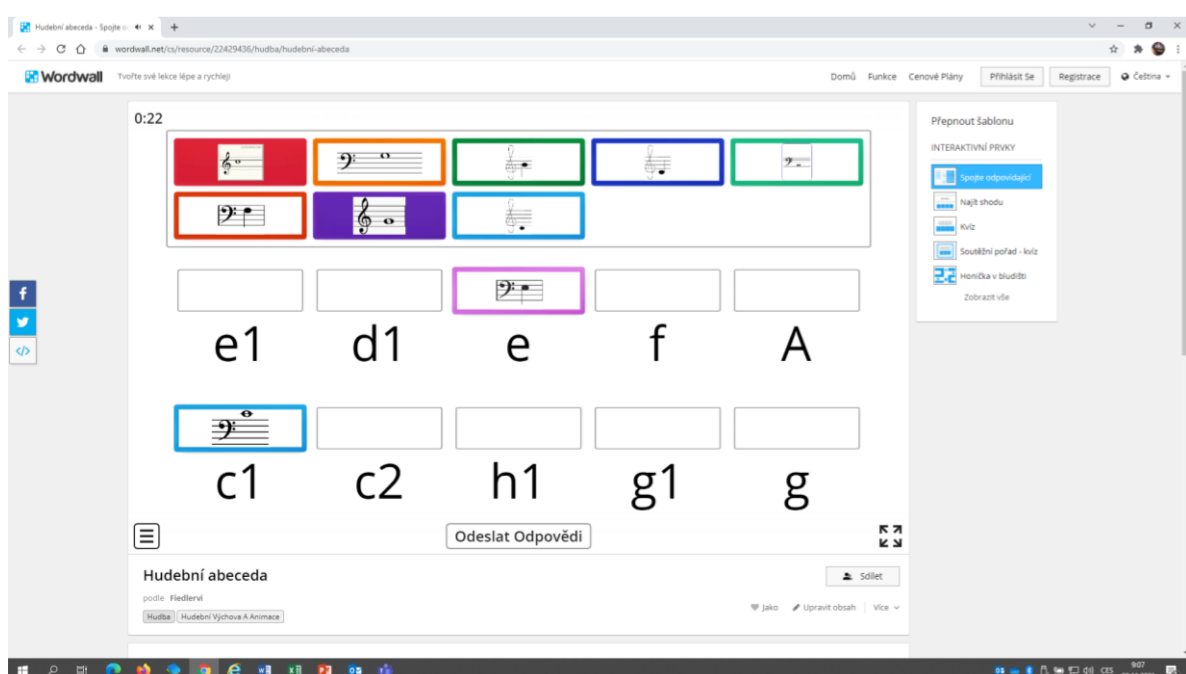 Hudební abeceda - Spojte o
wordwall.net/cs/resource/22429436/hudba/hudební-abeceda
Wordwall Tvořte své lekce lépe a rychleji
Domů Funkce Cenové Plány Přihlásit Se Registrace Čeština
0:22
e1 d1 e f A
c1 c2 h1 g1 g
Odeslat Odpovědi
Hudební abeceda
podle Fiedlervi
Hudba Hudební Výchova A Animace
Sdílet
Jako Upravit obsah Více
Přepnout šablonu
INTERAKTIVNÍ PRVKY
Spojte odpovídající
Najít shodu
Kvíz
Soutěžní pořad - kvíz
Honička v bludišti
Zobrazit vše
CES 9:07